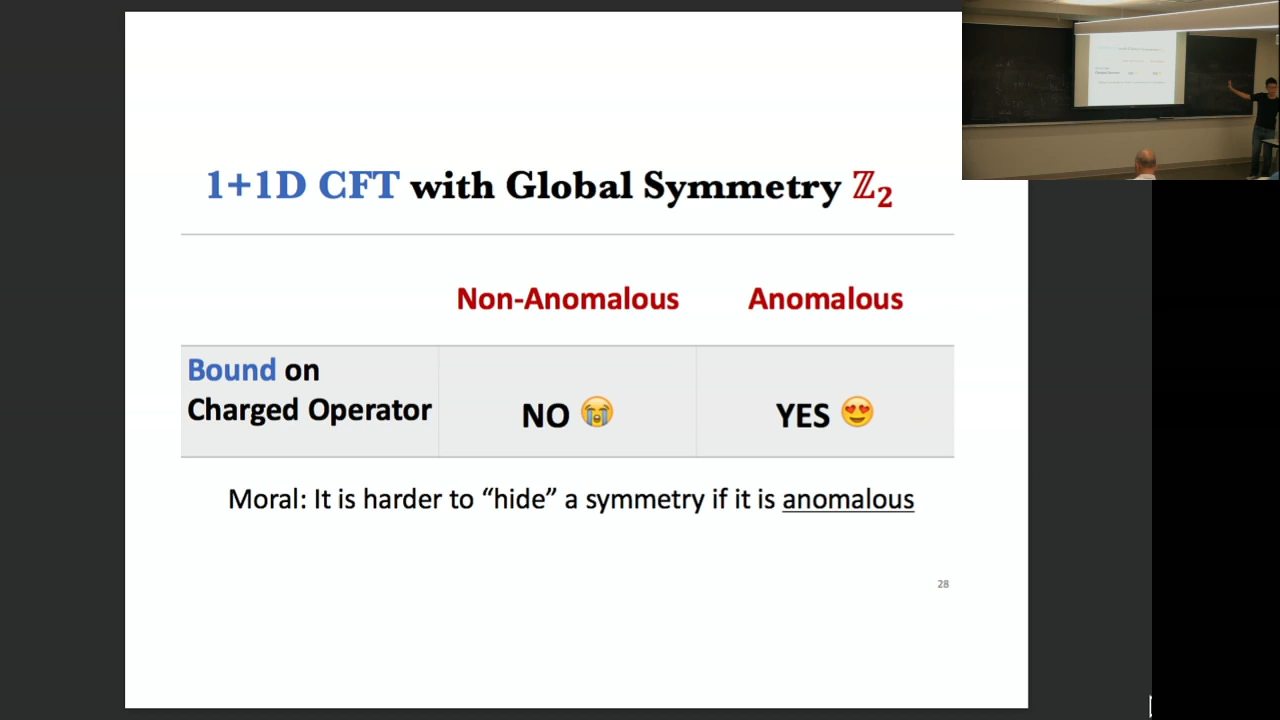 1+1D CFT with Global Symmetry ℤ₂
Non-Anomalous Anomalous
Bound on
Charged Operator NO 😭 YES 😍
Moral: It is harder to “hide” a symmetry if it is anomalous
28